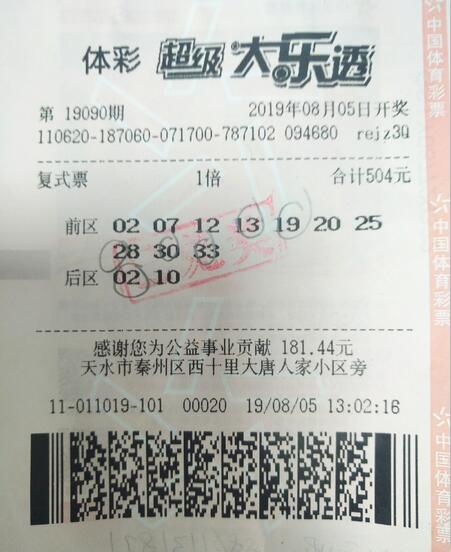 体彩 超级大乐透
第 19090期 2019年08月05日开奖
110620-187060-071700-787102 094680 rejz3Q
复式票 1倍 合计504元
前区 02 07 12 13 19 20 25
28 30 33
后区 02 10
感谢您为公益事业贡献 181.44元
天水市秦州区西十里大唐人家小区旁
11-011019-101 00020 19/08/05 13:02:16
中国体育彩票
中国体育彩票
中国体育彩票